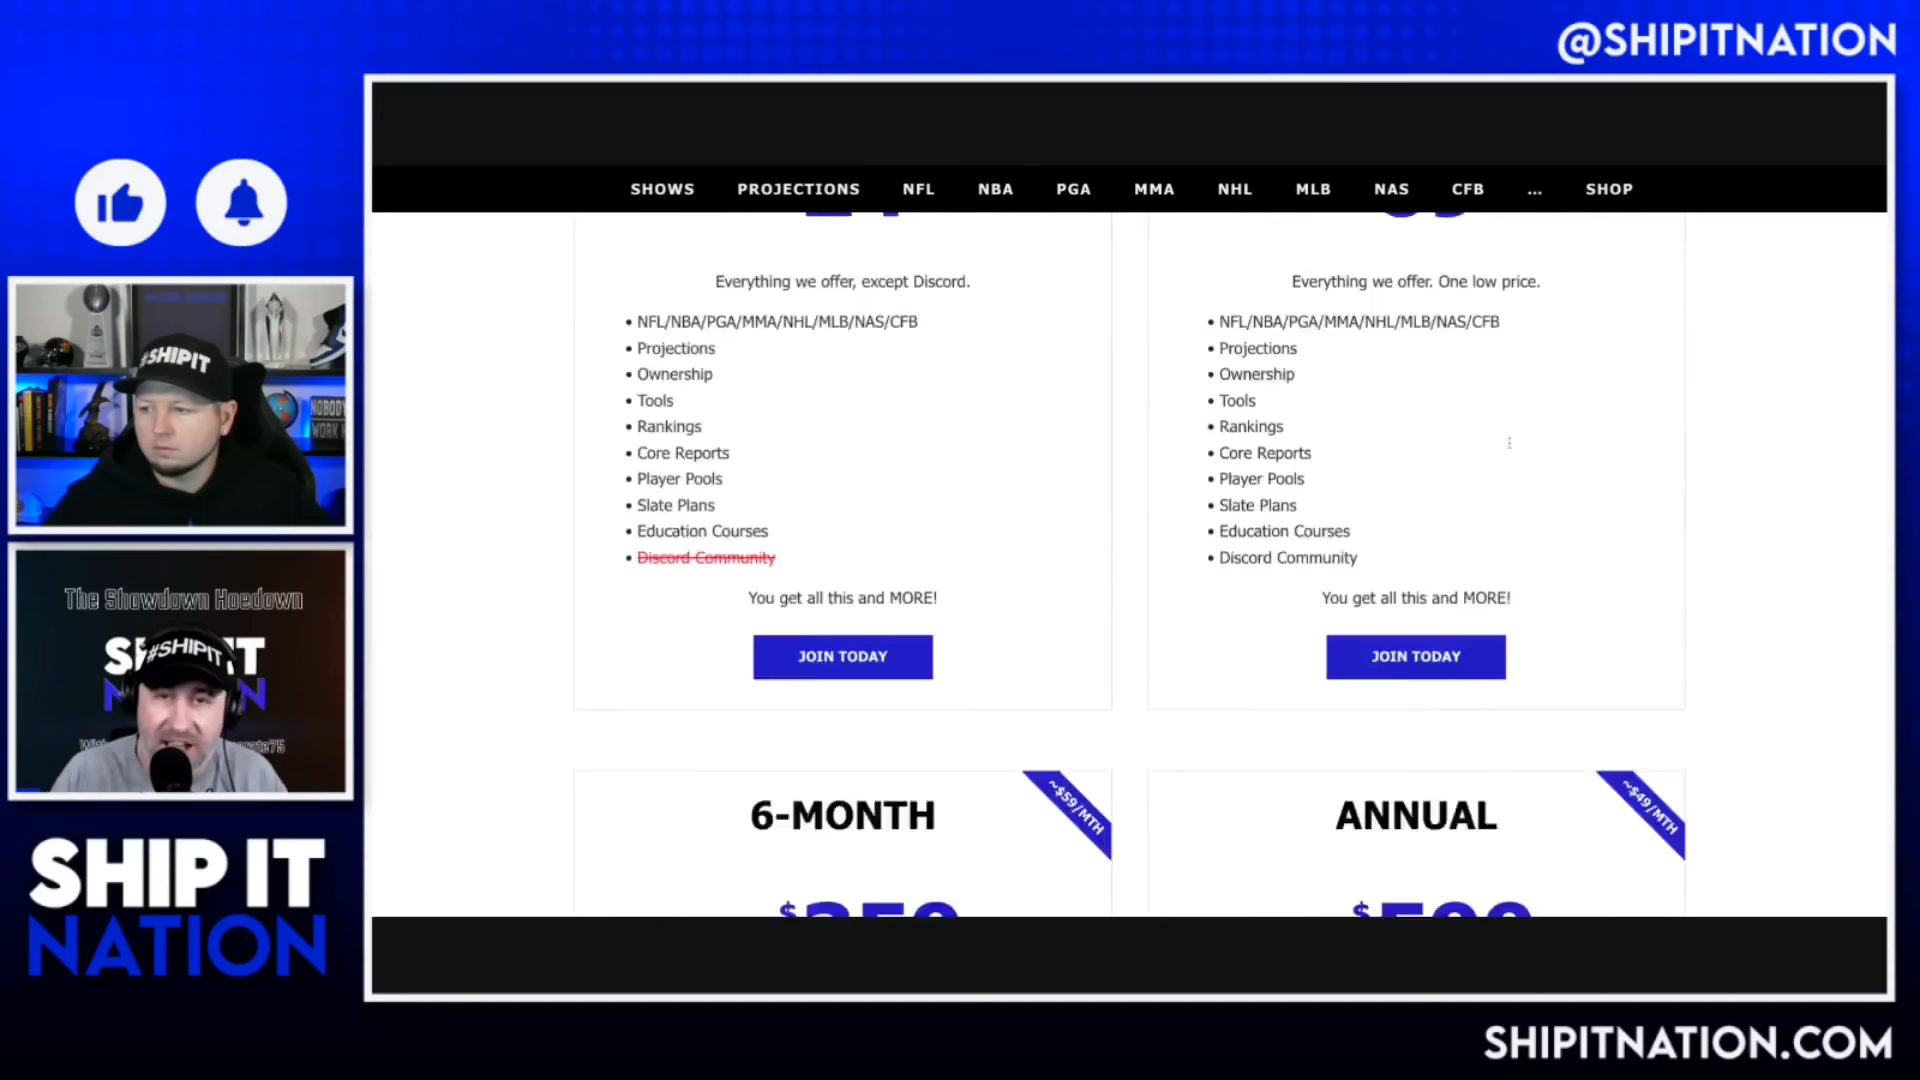 @SHIPITNATION
SHOWS PROJECTIONS NFL NBA PGA MMA NHL MLB NAS CFB ... SHOP
Everything we offer, except Discord.
• NFL/NBA/PGA/MMA/NHL/MLB/NAS/CFB
• Projections
• Ownership
• Tools
• Rankings
• Core Reports
• Player Pools
• Slate Plans
• Education Courses
• Discord Community
You get all this and MORE!
JOIN TODAY
Everything we offer. One low price.
• NFL/NBA/PGA/MMA/NHL/MLB/NAS/CFB
• Projections
• Ownership
• Tools
• Rankings
• Core Reports
• Player Pools
• Slate Plans
• Education Courses
• Discord Community
You get all this and MORE!
JOIN TODAY
6-MONTH
~$59/MTH
ANNUAL
~$49/MTH
#SHIPIT
NOBODY
WORK
The Showdown Hoedown
#SHIPIT
SHIP IT
NATION
SHIPITNATION.COM